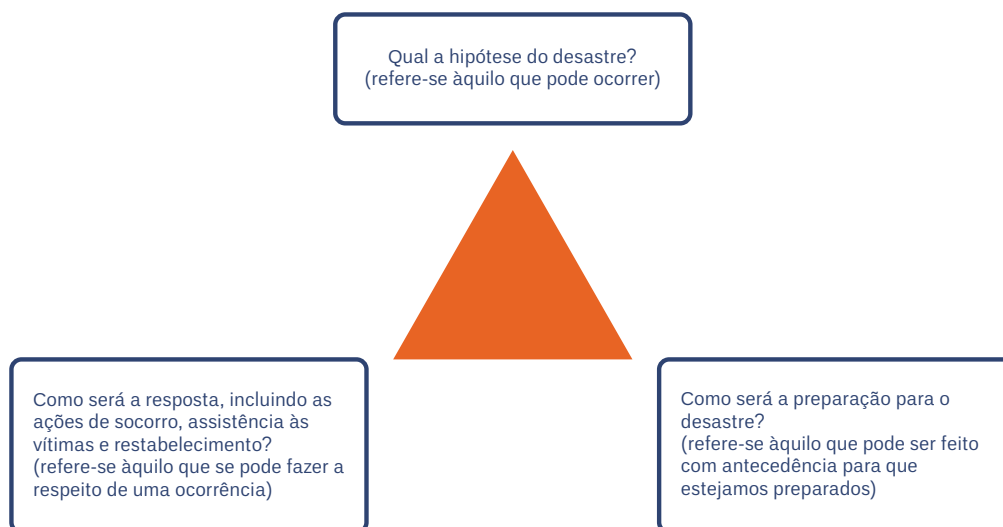 Qual a hipótese do desastre?
(refere-se àquilo que pode ocorrer)
Como será a resposta, incluindo as
ações de socorro, assistência às
vítimas e restabelecimento?
(refere-se àquilo que se pode fazer a
respeito de uma ocorrência)
Como será a preparação para o
desastre?
(refere-se àquilo que pode ser feito
com antecedência para que
estejamos preparados)